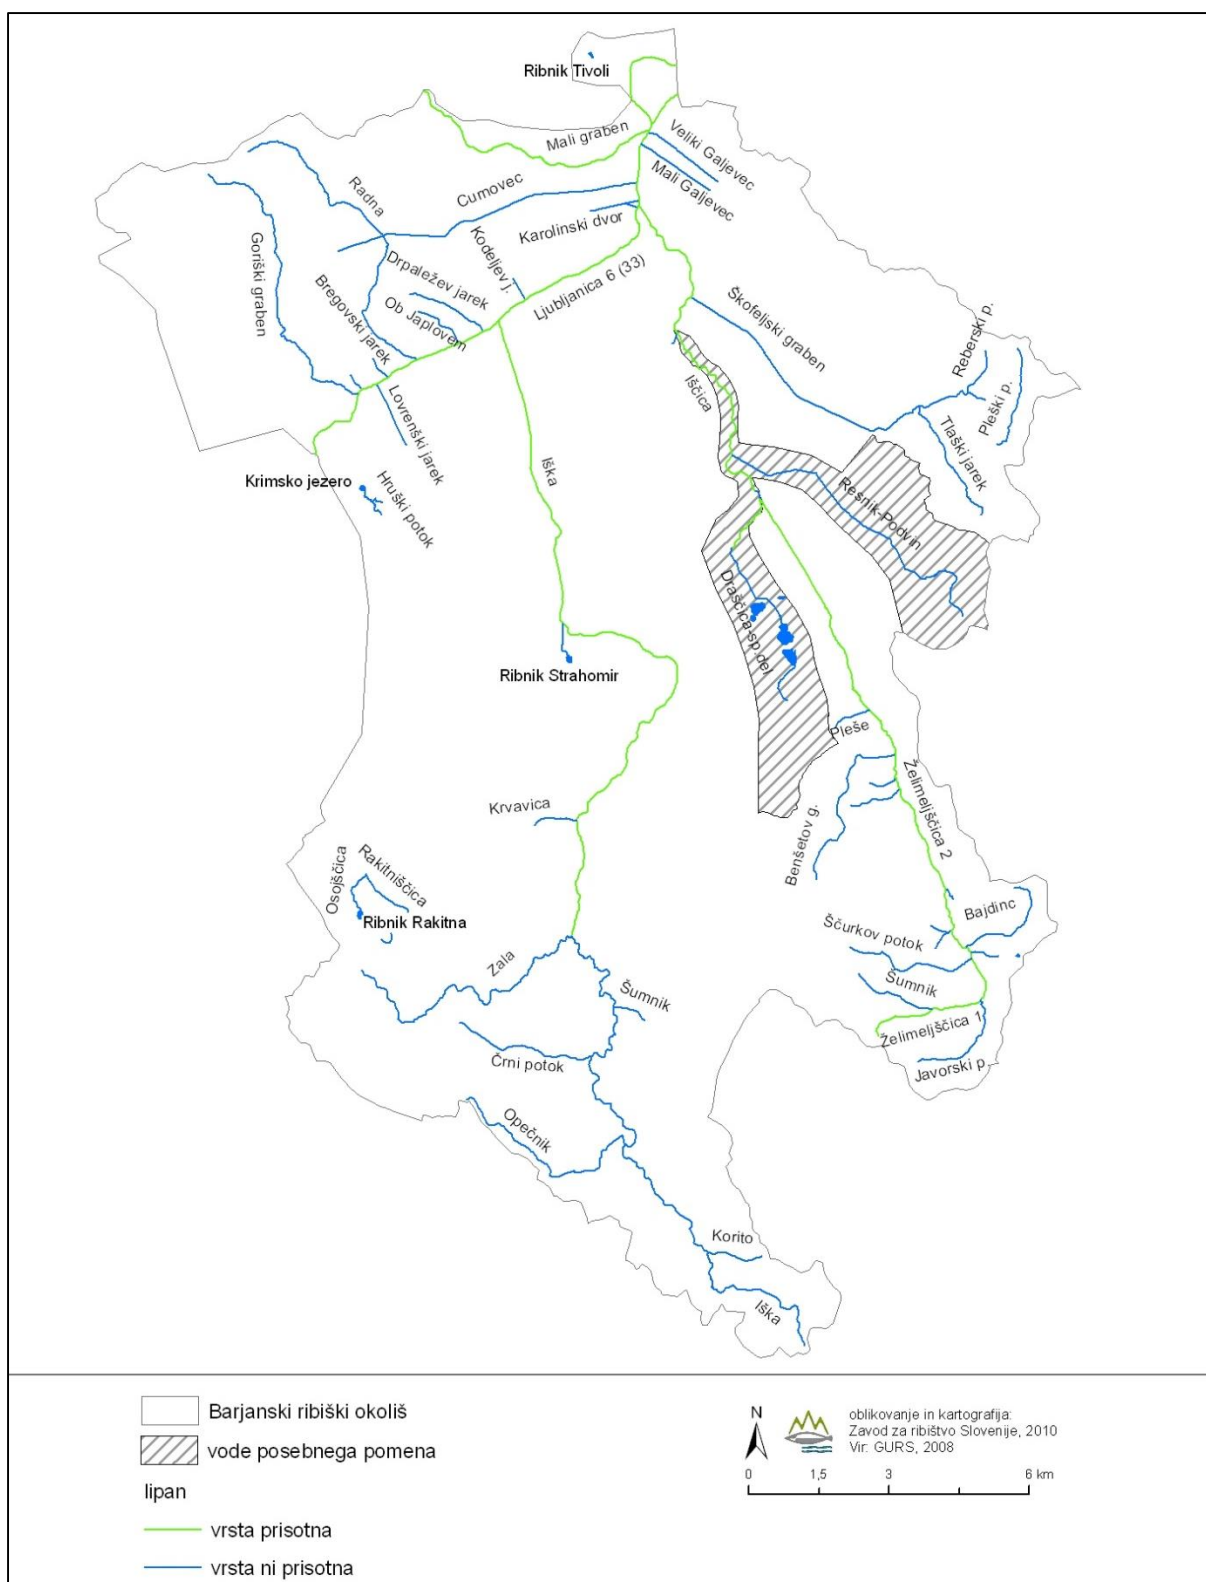 Ribnik Tivoli
Mali graben
Veliki Galjevec
Mali Galjevec
Radna
Cumovec
Karolinski dvor
Goriški graben
Kodeljev j.
Drpaležev jarek
Ljubljanica 6 (33)
Bregovski jarek
Ob Japlovem
Škofeljski graben
Reberski p.
Pleški p.
Iščica
Lovrenški jarek
Tlaški jarek
Krimsko jezero
Hruški potok
Iška
Resnik-Podvin
Draščica-sp.del
Ribnik Strahomir
Pleše
Želimeljščica 2
Krvavica
Benšetov g.
Osojščica
Rakitniščica
Ribnik Rakitna
Bajdinc
Ščurkov potok
Zala
Šumnik
Šumnik
Želimeljščica 1
Črni potok
Javorski p.
Opečnik
Korito
Iška
Barjanski ribiški okoliš
vode posebnega pomena
lipan
vrsta prisotna
vrsta ni prisotna
N
oblikovanje in kartografija:
Zavod za ribištvo Slovenije, 2010
Vir: GURS, 2008
0 1,5 3 6 km